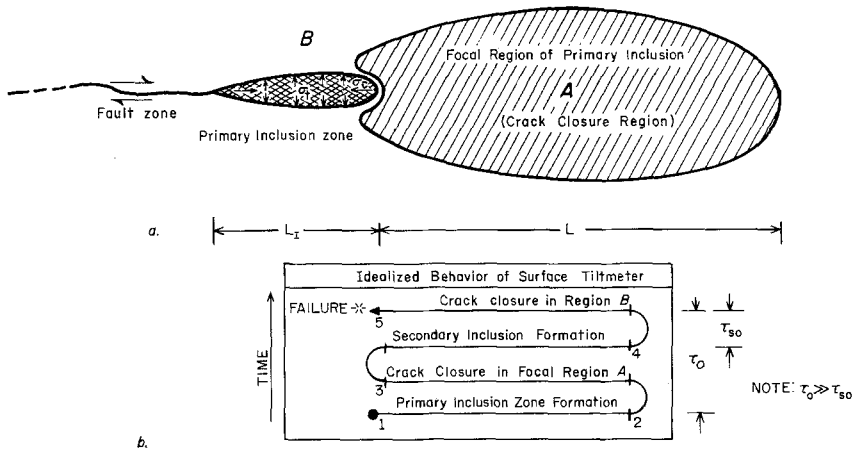 B
Focal Region of Primary Inclusion
A
(Crack Closure Region)
Fault zone
Primary Inclusion zone
a.
L_I
L
Idealized Behavior of Surface Tiltmeter
Crack closure in Region B
FAILURE
5
τ_so
Secondary Inclusion Formation
4
TIME
τ_o
Crack Closure in Focal Region A
3
NOTE: τ_o ≫ τ_so
Primary Inclusion Zone Formation
1
2
b.